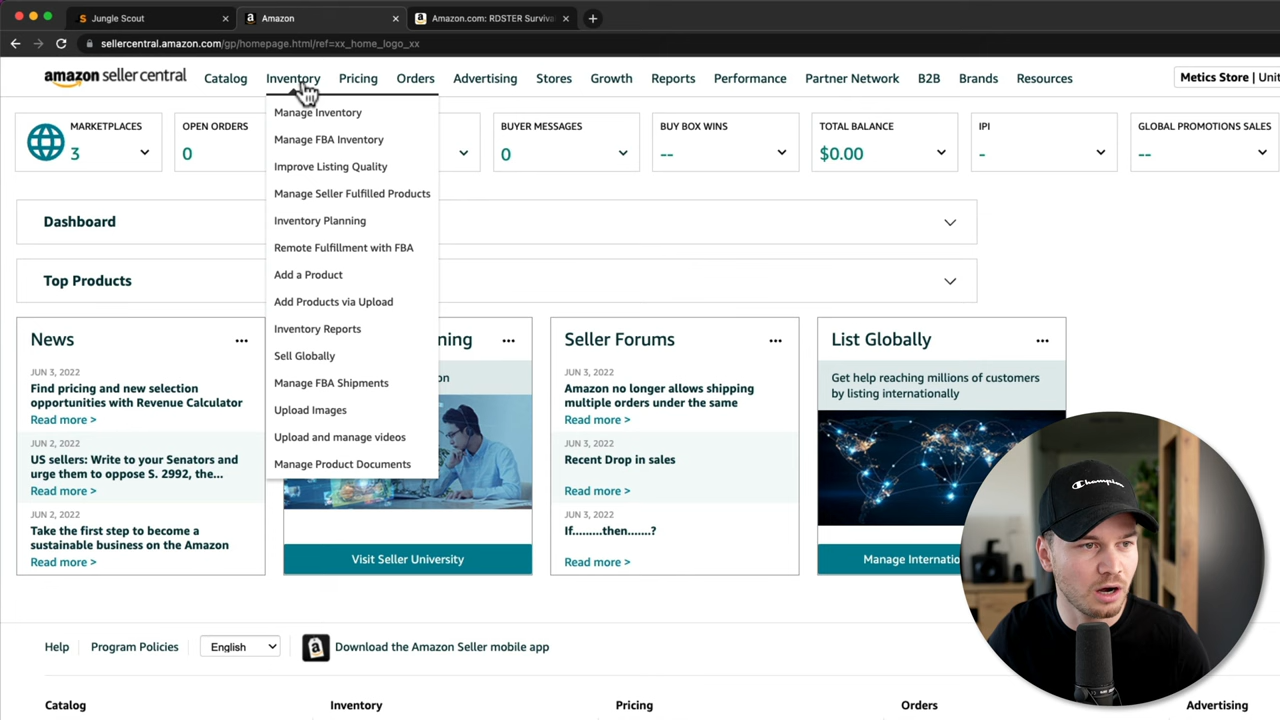 Jungle Scout
Amazon
Amazon.com: RDSTER Surviva
sellercentral.amazon.com/gp/homepage.html/ref=xx_home_logo_xx
amazon seller central
Catalog
Inventory
Pricing
Orders
Advertising
Stores
Growth
Reports
Performance
Partner Network
B2B
Brands
Resources
Metics Store | Unit
MARKETPLACES
3
OPEN ORDERS
0
BUYER MESSAGES
0
BUY BOX WINS
--
TOTAL BALANCE
$0.00
IPI
-
GLOBAL PROMOTIONS SALES
--
Manage Inventory
Manage FBA Inventory
Improve Listing Quality
Manage Seller Fulfilled Products
Inventory Planning
Remote Fulfillment with FBA
Add a Product
Add Products via Upload
Inventory Reports
Sell Globally
Manage FBA Shipments
Upload Images
Upload and manage videos
Manage Product Documents
Dashboard
Top Products
News
JUN 3, 2022
Find pricing and new selection
opportunities with Revenue Calculator
Read more >
JUN 2, 2022
US sellers: Write to your Senators and
urge them to oppose S. 2992, the...
Read more >
JUN 2, 2022
Take the first step to become a
sustainable business on the Amazon
Read more >
ning
on
Visit Seller University
Seller Forums
JUN 3, 2022
Amazon no longer allows shipping
multiple orders under the same
Read more >
JUN 3, 2022
Recent Drop in sales
Read more >
JUN 3, 2022
If.........then.......?
Read more >
List Globally
Get help reaching millions of customers
by listing internationally
Manage Internatio
Champion
Help
Program Policies
English
Download the Amazon Seller mobile app
Catalog
Inventory
Pricing
Orders
Advertising